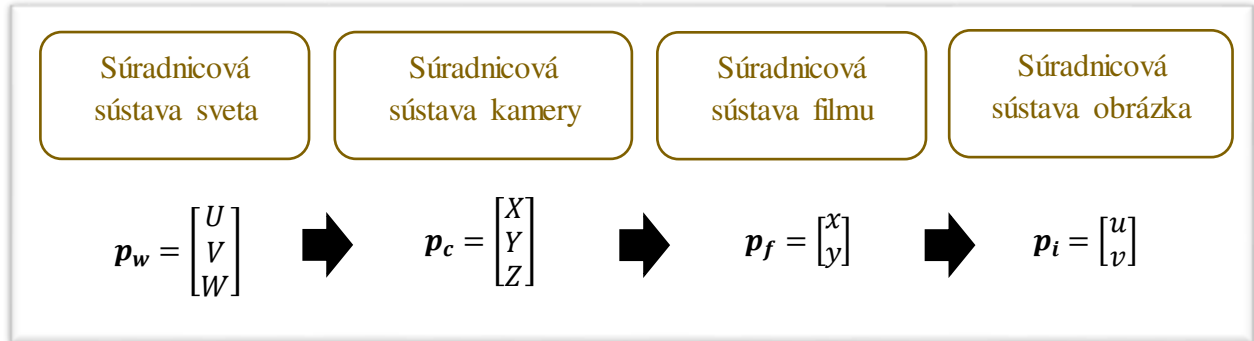 Súradnicová
sústava sveta
Súradnicová
sústava kamery
Súradnicová
sústava filmu
Súradnicová
sústava obrázka
p_w = [U V W]
p_c = [X Y Z]
p_f = [x y]
p_i = [u v]